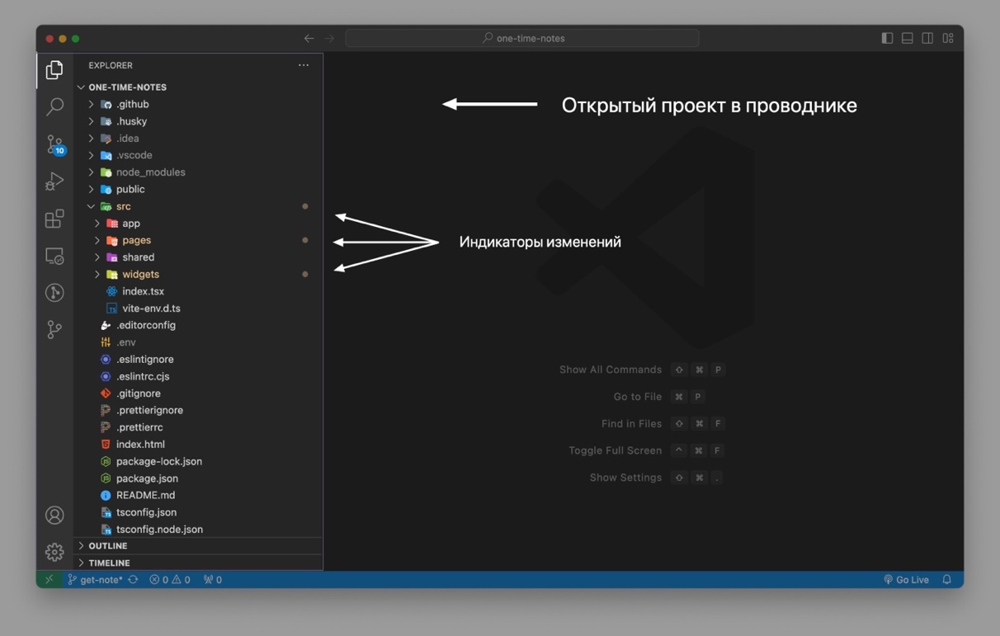 one-time-notes
EXPLORER
ONE-TIME-NOTES
Открытый проект в проводнике
.github
.husky
.idea
10
.vscode
node_modules
public
src
app
pages
Индикаторы изменений
shared
widgets
index.tsx
vite-env.d.ts
.editorconfig
.env
.eslintignore
.eslintrc.cjs
.gitignore
.prettierignore
.prettierrc
index.html
package-lock.json
package.json
README.md
tsconfig.json
tsconfig.node.json
Show All Commands ⇧ ⌘ P
Go to File ⌘ P
Find in Files ⇧ ⌘ F
Toggle Full Screen ^ ⌘ F
Show Settings ⇧ ⌘ .
OUTLINE
TIMELINE
get-note* 0 0 0 Go Live